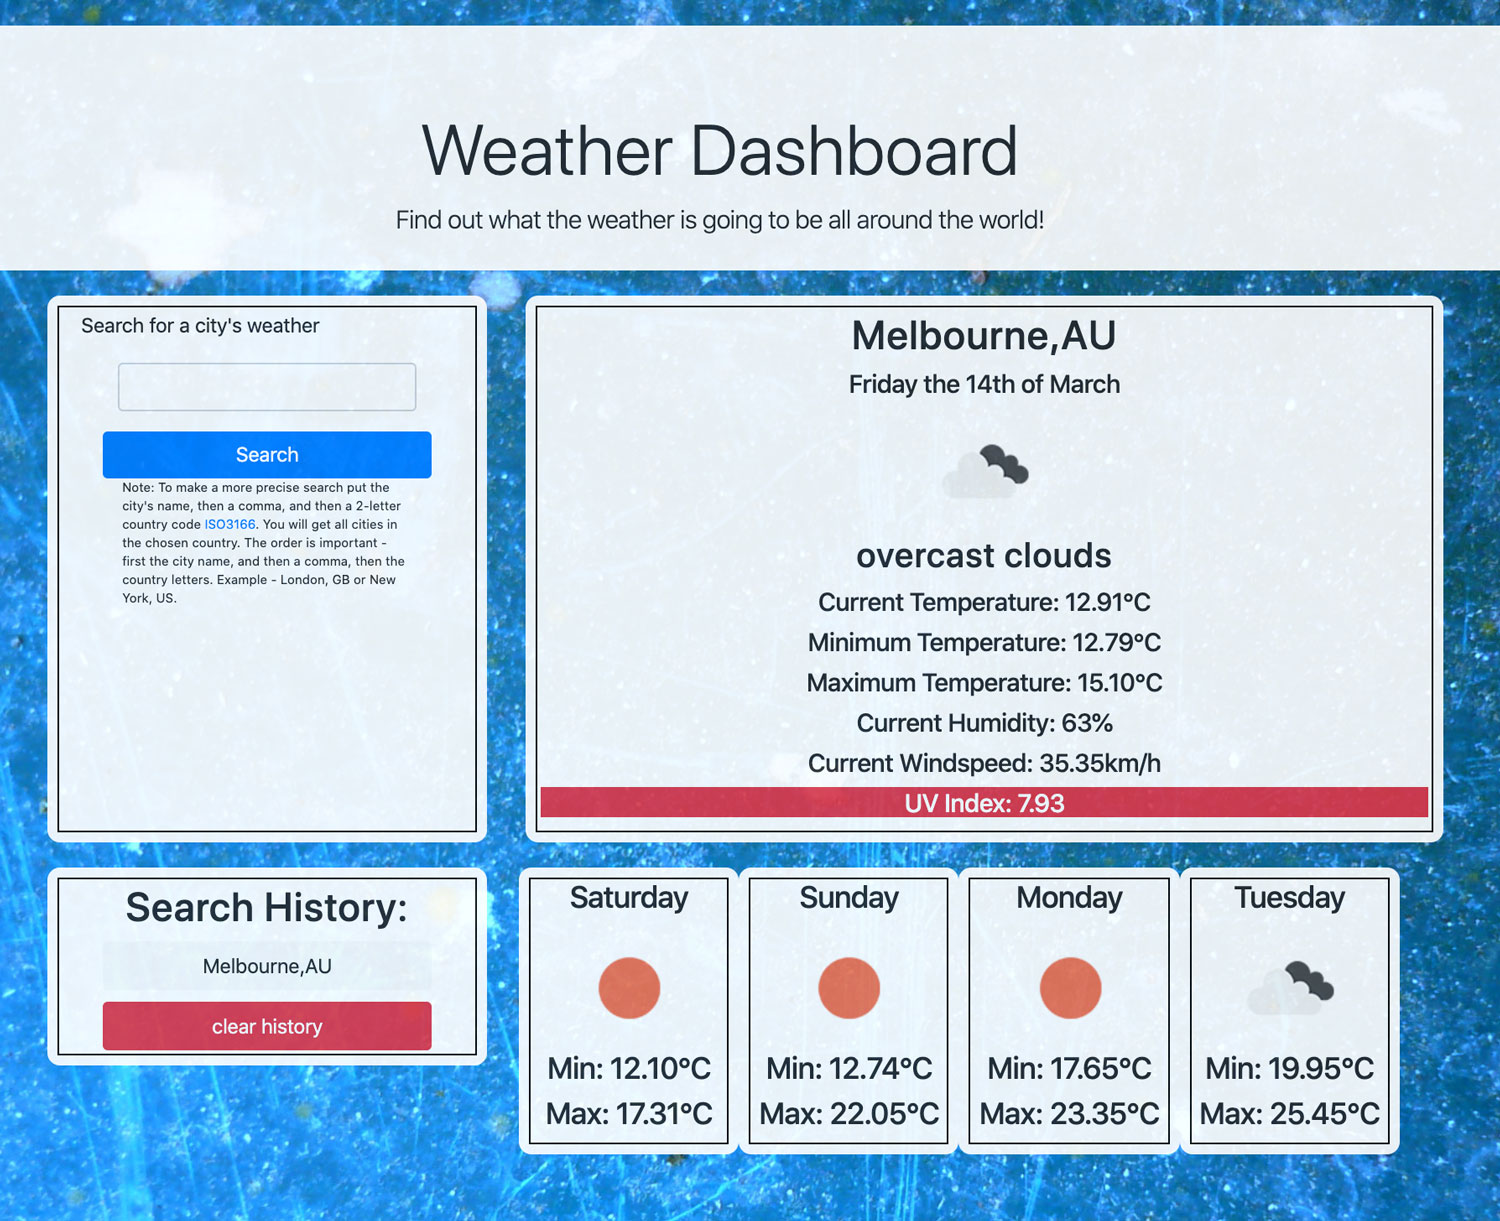 Weather Dashboard
Find out what the weather is going to be all around the world!
Search for a city's weather
Search
Note: To make a more precise search put the
city's name, then a comma, and then a 2-letter
country code ISO3166. You will get all cities in
the chosen country. The order is important -
first the city name, and then a comma, then the
country letters. Example - London, GB or New
York, US.
Melbourne,AU
Friday the 14th of March
overcast clouds
Current Temperature: 12.91°C
Minimum Temperature: 12.79°C
Maximum Temperature: 15.10°C
Current Humidity: 63%
Current Windspeed: 35.35km/h
UV Index: 7.93
Search History:
Melbourne,AU
clear history
Saturday
Min: 12.10°C
Max: 17.31°C
Sunday
Min: 12.74°C
Max: 22.05°C
Monday
Min: 17.65°C
Max: 23.35°C
Tuesday
Min: 19.95°C
Max: 25.45°C